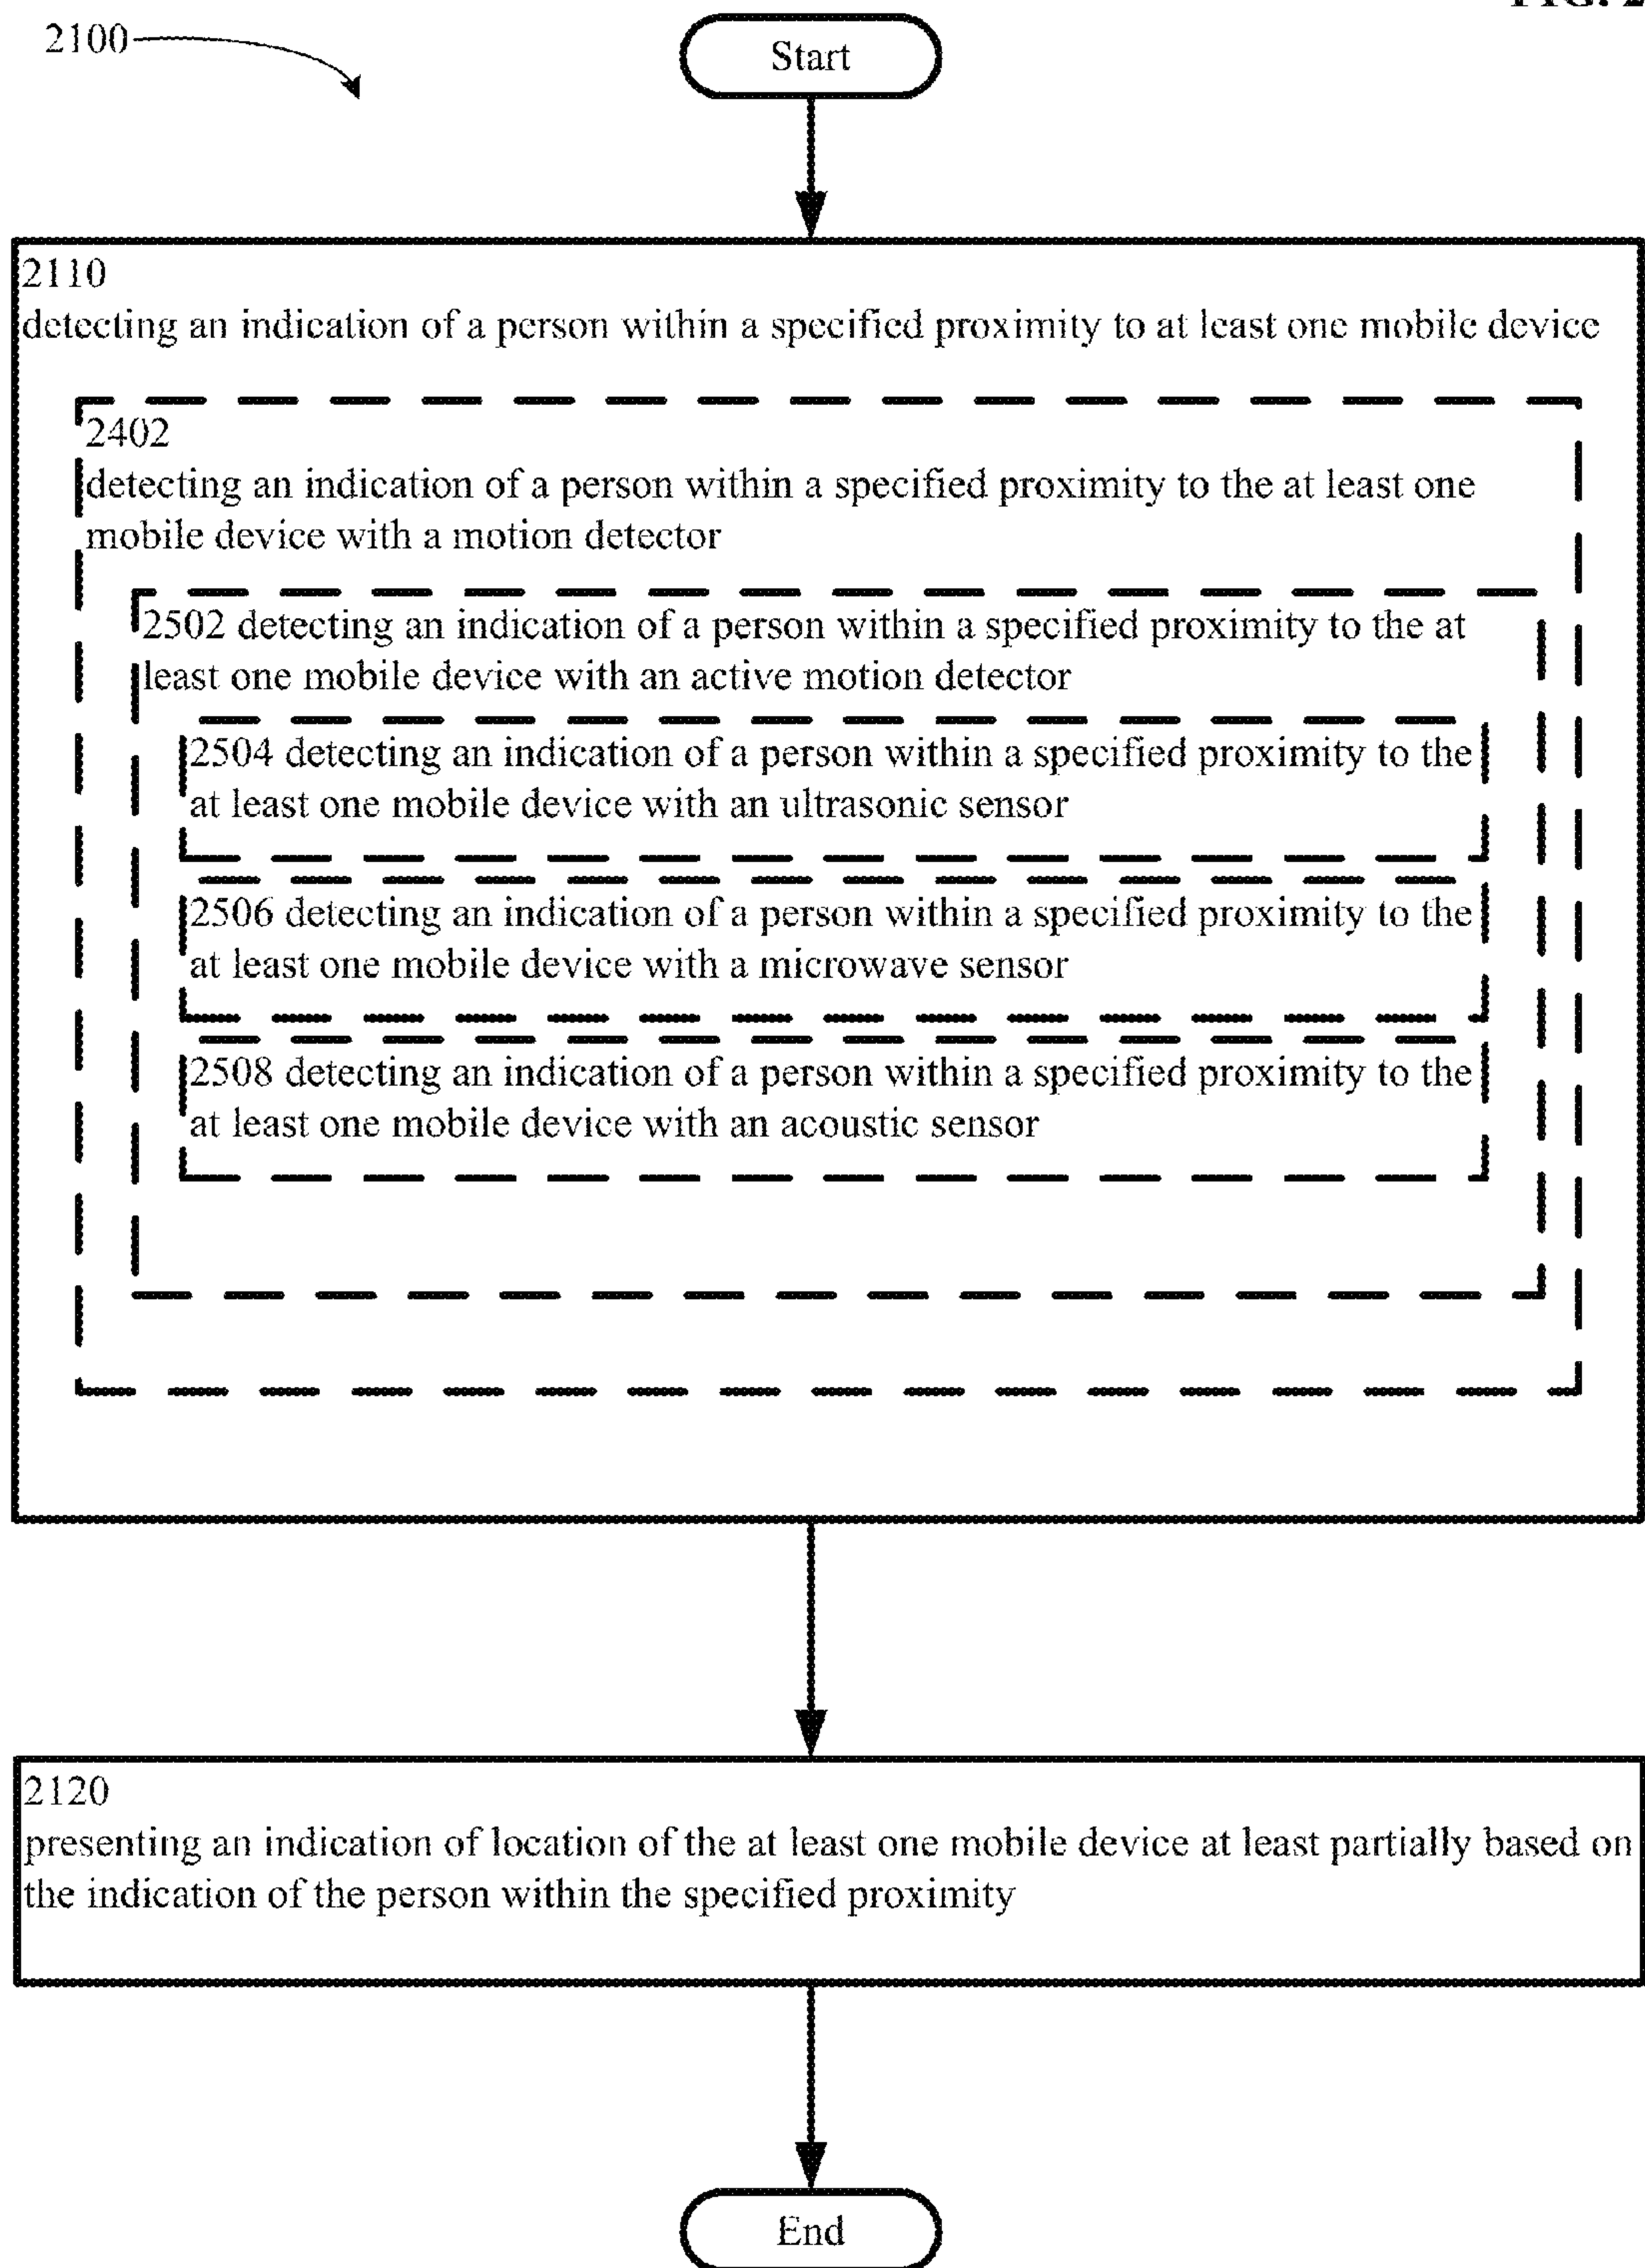 2100
Start
2110
detecting an indication of a person within a specified proximity to at least one mobile device
2402
detecting an indication of a person within a specified proximity to the at least one
mobile device with a motion detector
2502 detecting an indication of a person within a specified proximity to the at
least one mobile device with an active motion detector
2504 detecting an indication of a person within a specified proximity to the
at least one mobile device with an ultrasonic sensor
2506 detecting an indication of a person within a specified proximity to the
at least one mobile device with a microwave sensor
2508 detecting an indication of a person within a specified proximity to the
at least one mobile device with an acoustic sensor
2120
presenting an indication of location of the at least one mobile device at least partially based on
the indication of the person within the specified proximity
End